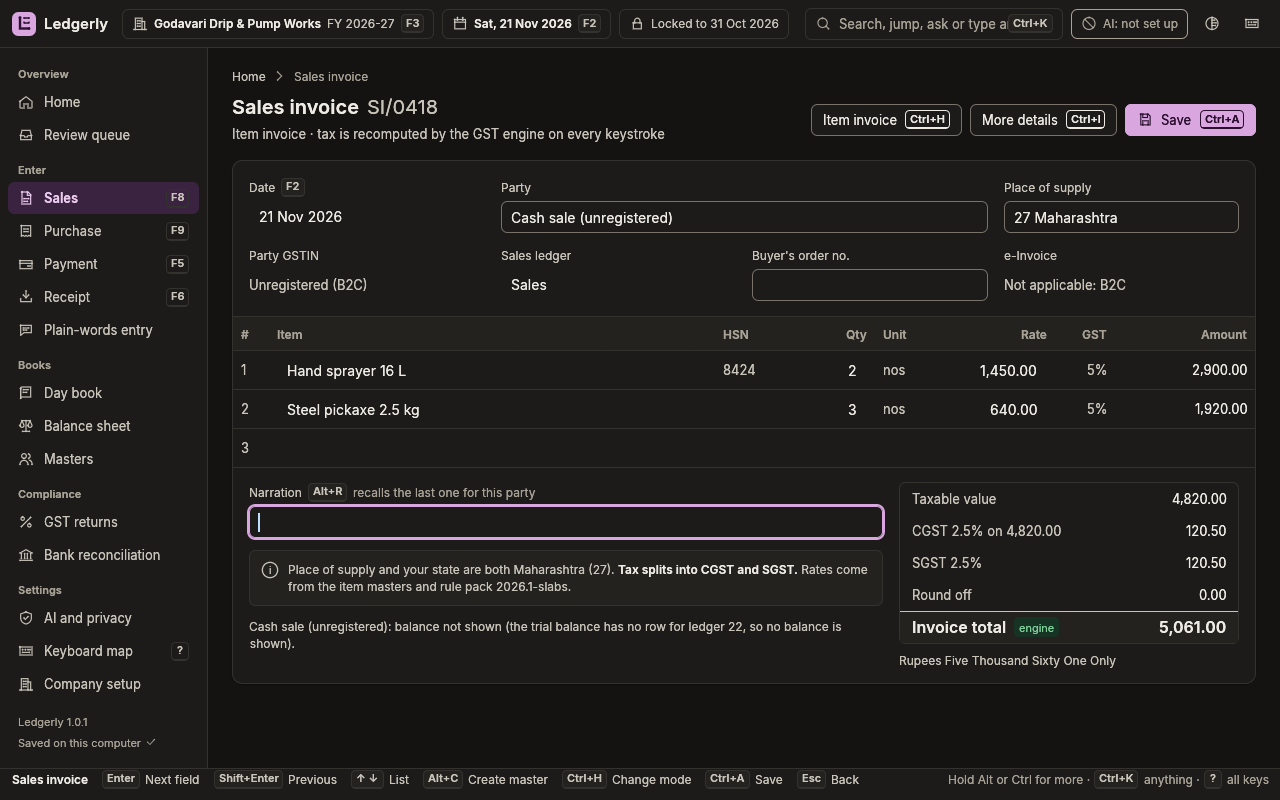 Ledgerly
Godavari Drip & Pump Works FY 2026-27 F3
Sat, 21 Nov 2026 F2
Locked to 31 Oct 2026
Search, jump, ask or type a Ctrl+K
AI: not set up
Overview
Home
Review queue
Enter
Sales F8
Purchase F9
Payment F5
Receipt F6
Plain-words entry
Books
Day book
Balance sheet
Masters
Compliance
GST returns
Bank reconciliation
Settings
AI and privacy
Keyboard map ?
Company setup
Ledgerly 1.0.1
Saved on this computer
Home Sales invoice
Sales invoice SI/0418
Item invoice · tax is recomputed by the GST engine on every keystroke
Item invoice Ctrl+H
More details Ctrl+I
Save Ctrl+A
Date F2 Party Place of supply
21 Nov 2026 Cash sale (unregistered) 27 Maharashtra
Party GSTIN Sales ledger Buyer's order no. e-Invoice
Unregistered (B2C) Sales Not applicable: B2C
# Item HSN Qty Unit Rate GST Amount
1 Hand sprayer 16 L 8424 2 nos 1,450.00 5% 2,900.00
2 Steel pickaxe 2.5 kg 3 nos 640.00 5% 1,920.00
3
Narration Alt+R recalls the last one for this party
Place of supply and your state are both Maharashtra (27). Tax splits into CGST and SGST. Rates come
from the item masters and rule pack 2026.1-slabs.
Cash sale (unregistered): balance not shown (the trial balance has no row for ledger 22, so no balance is
shown).
Taxable value 4,820.00
CGST 2.5% on 4,820.00 120.50
SGST 2.5% 120.50
Round off 0.00
Invoice total engine 5,061.00
Rupees Five Thousand Sixty One Only
Sales invoice Enter Next field Shift+Enter Previous ↑ ↓ List Alt+C Create master Ctrl+H Change mode Ctrl+A Save Esc Back Hold Alt or Ctrl for more · Ctrl+K anything · ? all keys